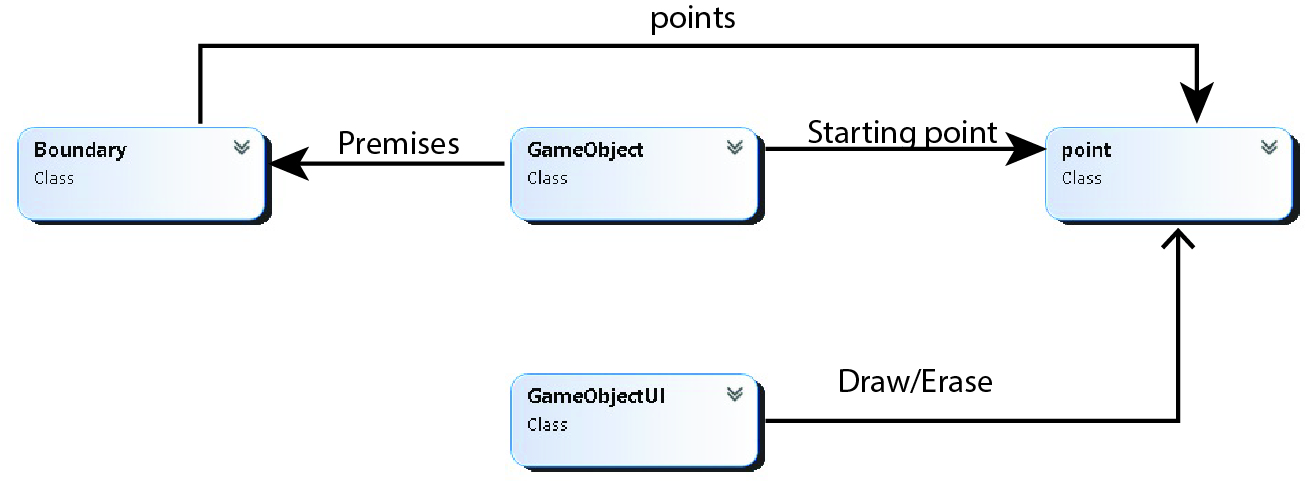 points
Premises
Starting point
Boundary
Class
GameObject
Class
point
Class
Draw/Erase
GameObjectUI
Class